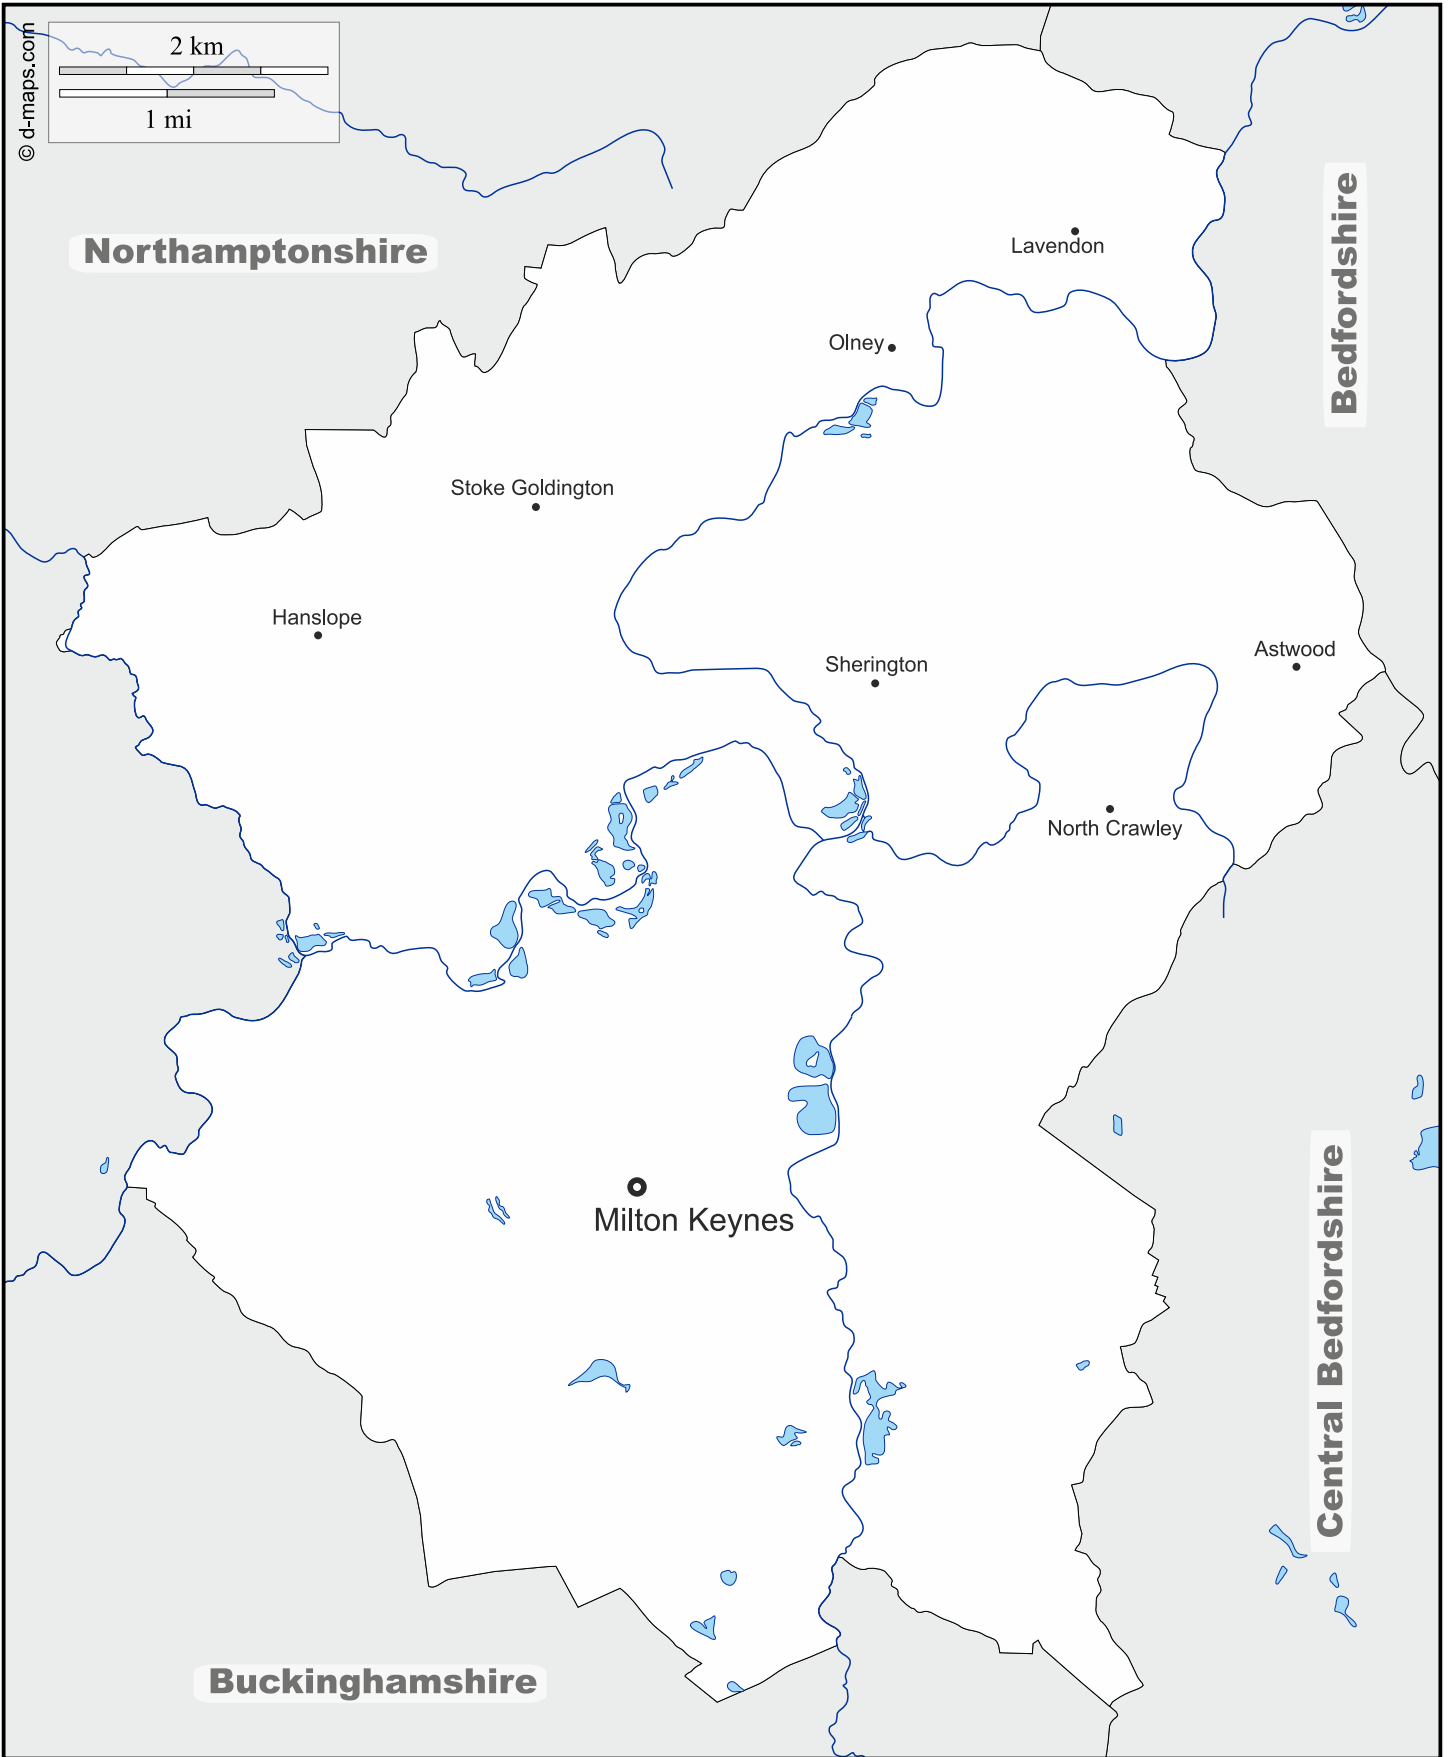 © d-maps.com
2 km
1 mi
Northamptonshire
Bedfordshire
Lavendon
Olney
Stoke Goldington
Hanslope
Sherington
Astwood
North Crawley
Milton Keynes
Central Bedfordshire
Buckinghamshire